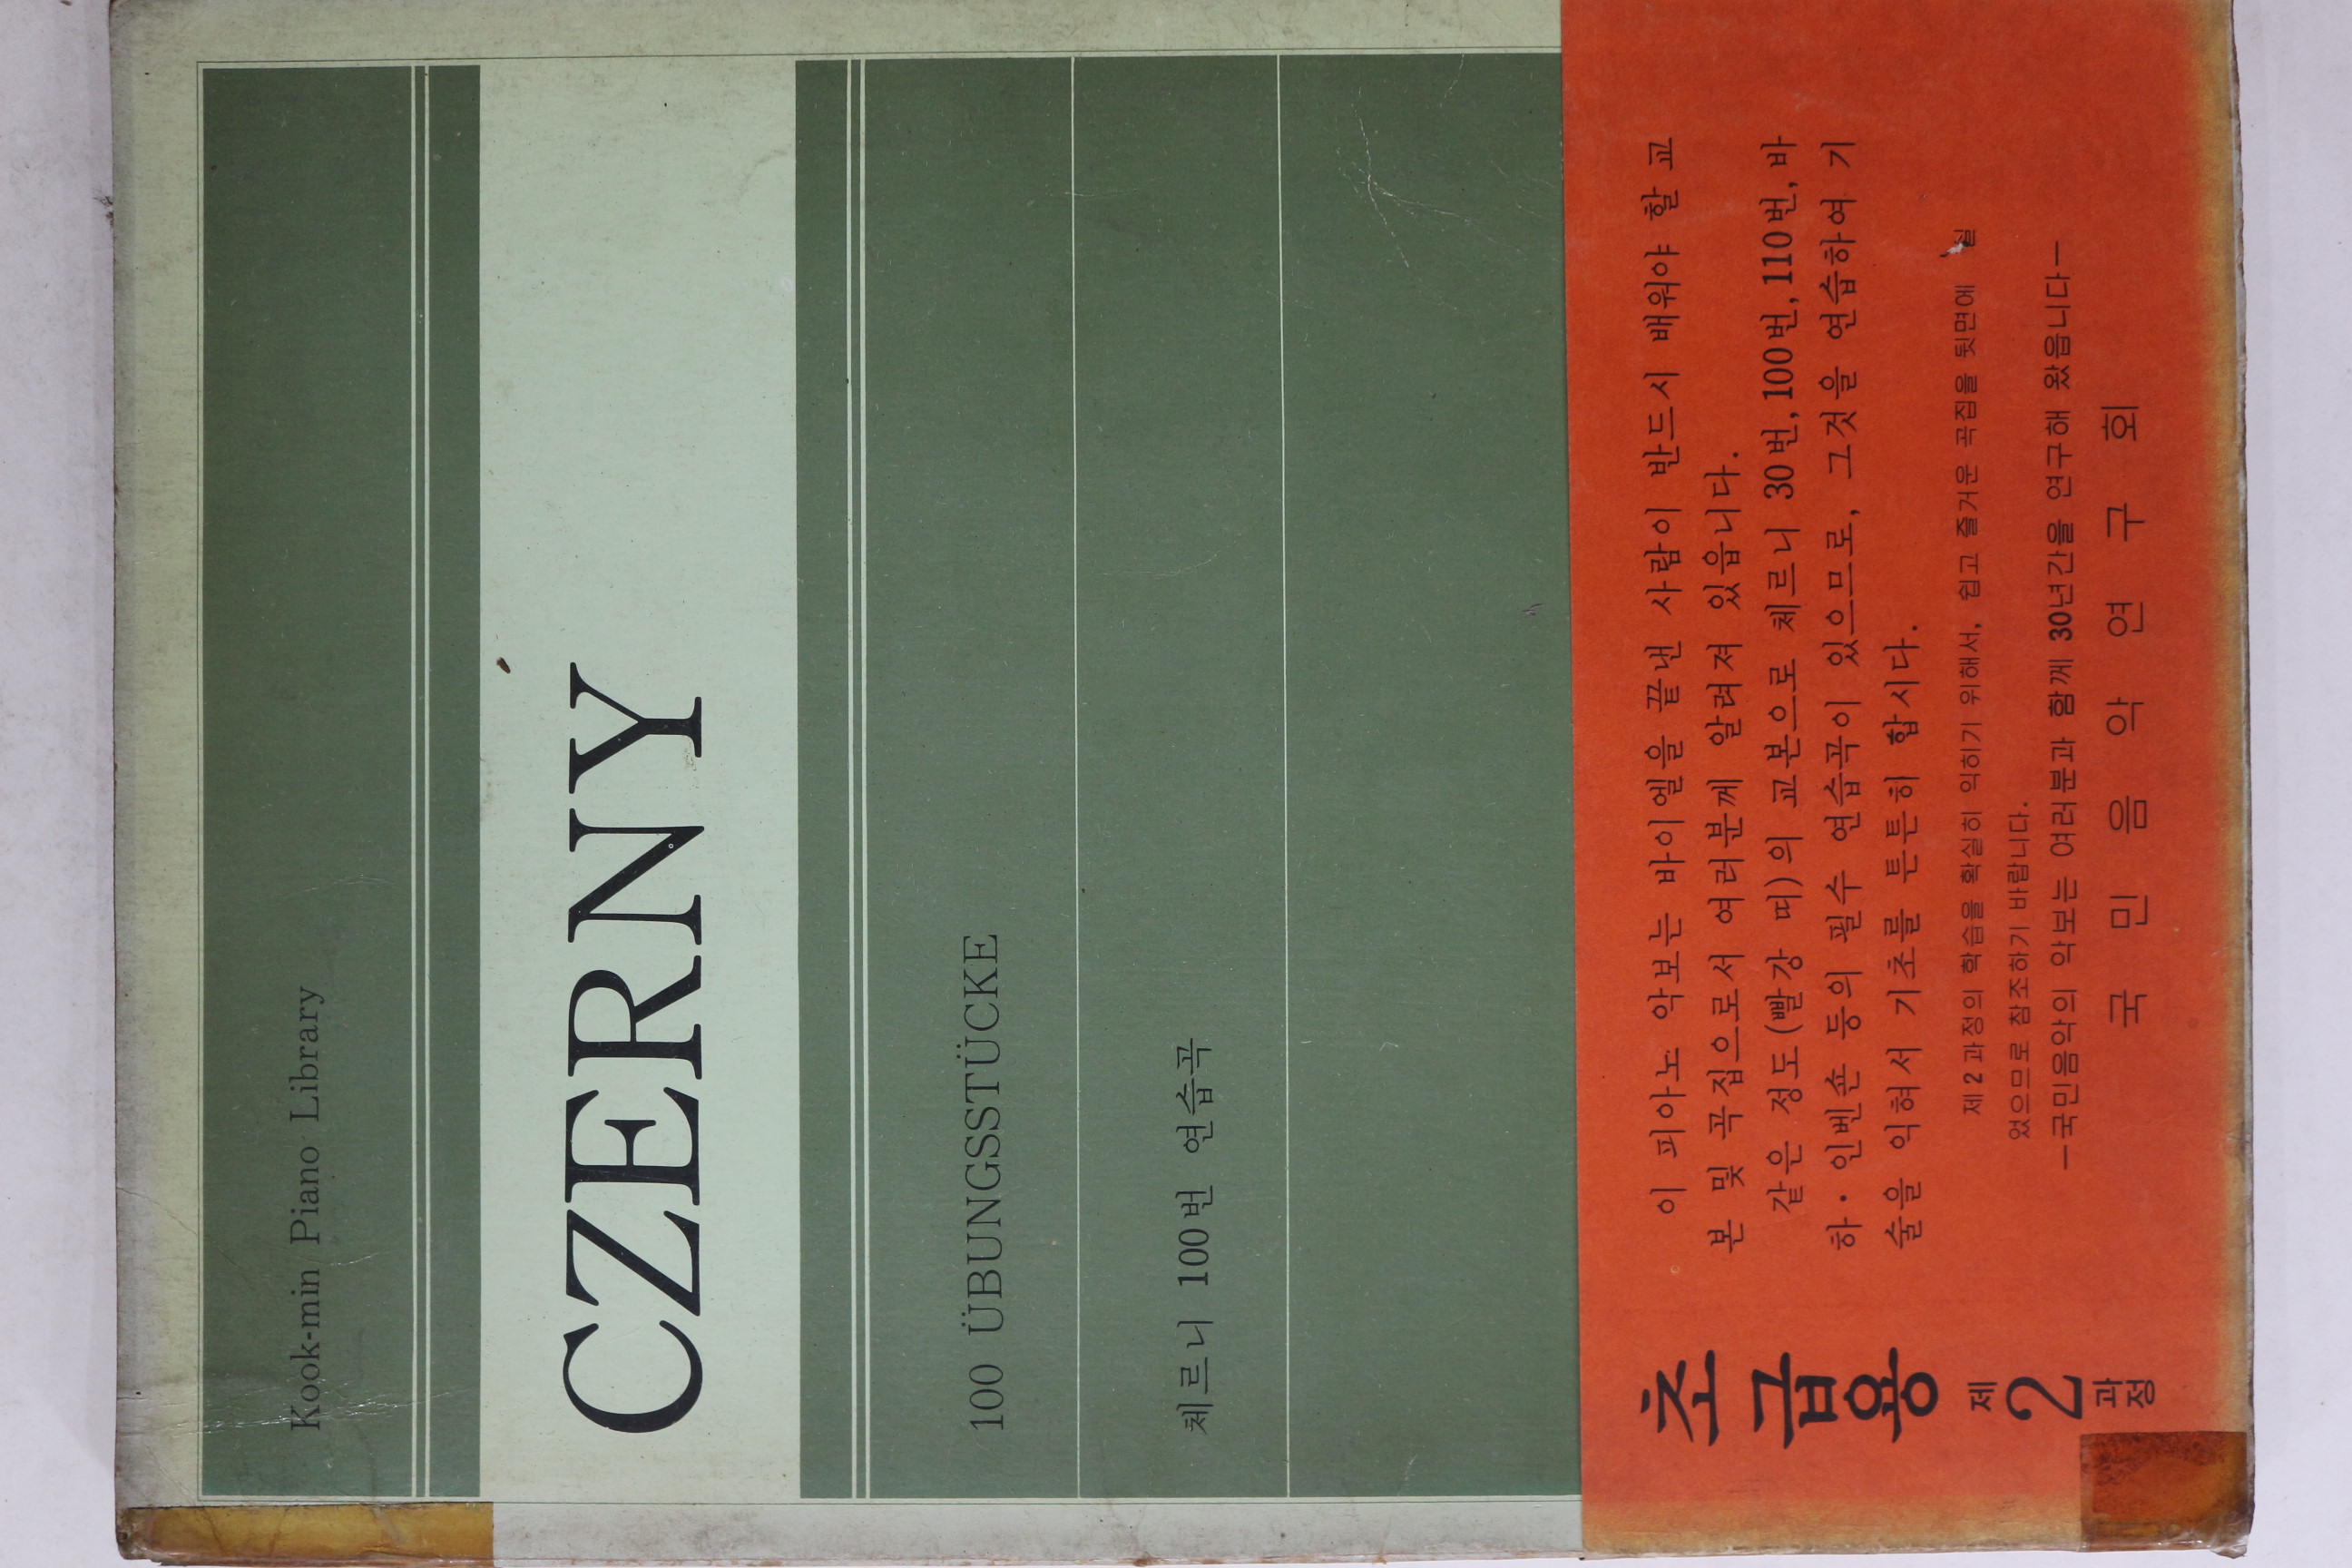 Kook-min Piano Library
CZERNY
100 ÜBUNGSSTÜCKE
체르니 100번 연습곡
초
급
용
제
2
과
정
이 피아노 악보는 바이엘을 끝낸 사람이 반드시 배워야 할 교
본 및 곡집으로서 여러분께 알려져 있읍니다.
같은 정도(빨강 띠)의 교본으로 체르니 30번, 100번, 110번, 바
하·인벤숀 등의 필수 연습곡이 있으므로, 그것을 연습하여 기
술을 익혀서 기초를 튼튼히 합시다.
제 2 과정의 학습을 확실히 익히기 위해서, 쉽고 즐거운 곡집을 뒷면에 실
었으므로 참조하기 바랍니다.
—국민음악의 악보는 여러분과 함께 30년간을 연구해 왔읍니다—
국 민 음 악 연 구 회